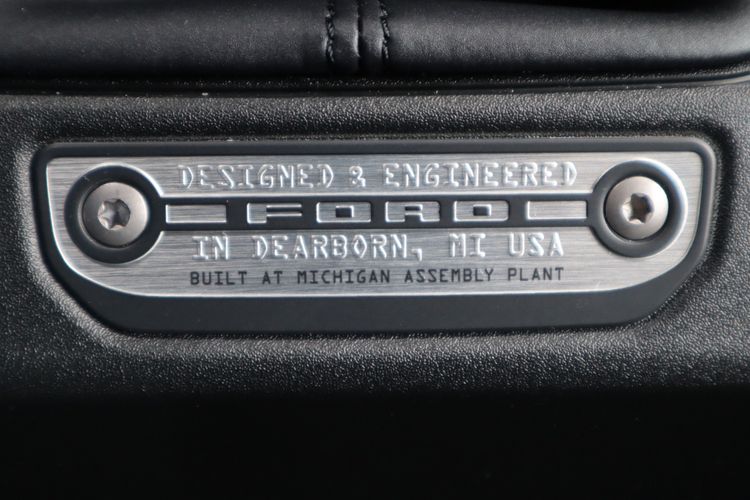 DESIGNED & ENGINEERED
FORD
IN DEARBORN, MI USA
BUILT AT MICHIGAN ASSEMBLY PLANT